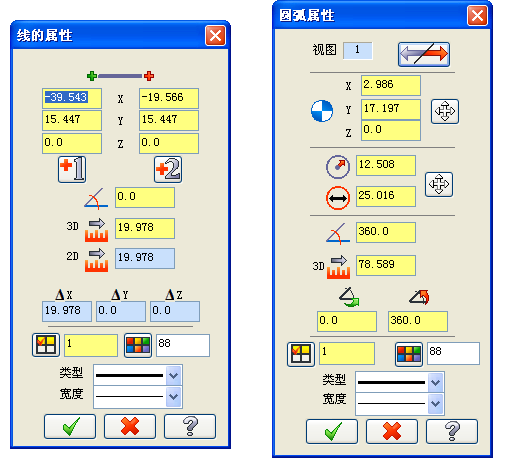 线的属性
-39.543 X -19.566
15.447 Y 15.447
0.0 Z 0.0
+1 +2
0.0
3D 19.978
2D 19.978
ΔX ΔY ΔZ
19.978 0.0 0.0
1 88
类型
宽度
圆弧属性
视图 1
X 2.986
Y 17.197
Z 0.0
12.508
25.016
360.0
3D 78.589
0.0 360.0
1 88
类型
宽度